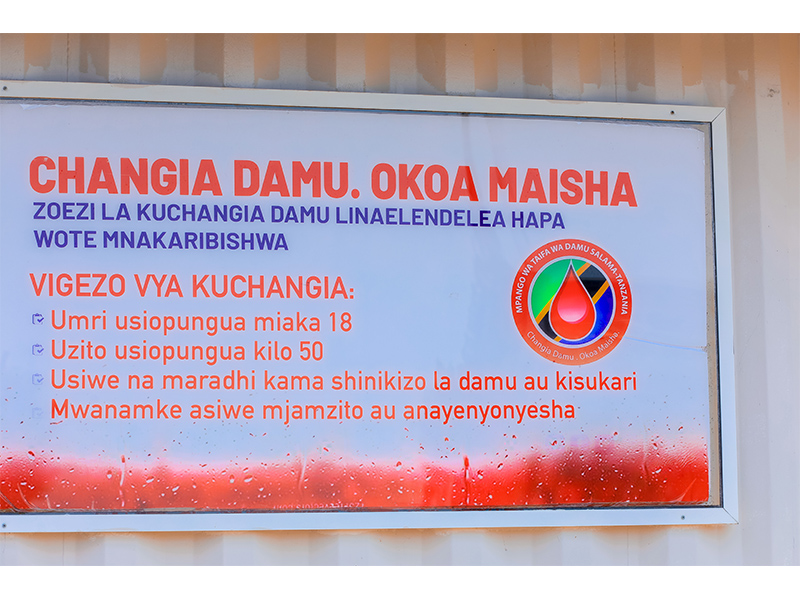 CHANGIA DAMU. OKOA MAISHA
ZOEZI LA KUCHANGIA DAMU LINAELENDELEA HAPA
WOTE MNAKARIBISHWA
VIGEZO VYA KUCHANGIA:
Umri usiopungua miaka 18
Uzito usiopungua kilo 50
Usiwe na maradhi kama shinikizo la damu au kisukari
Mwanamke asiwe mjamzito au anayenyonyesha
MPANGO WA TAIFA WA DAMU SALAMA-TANZANIA
Changia Damu . Okoa Maisha.